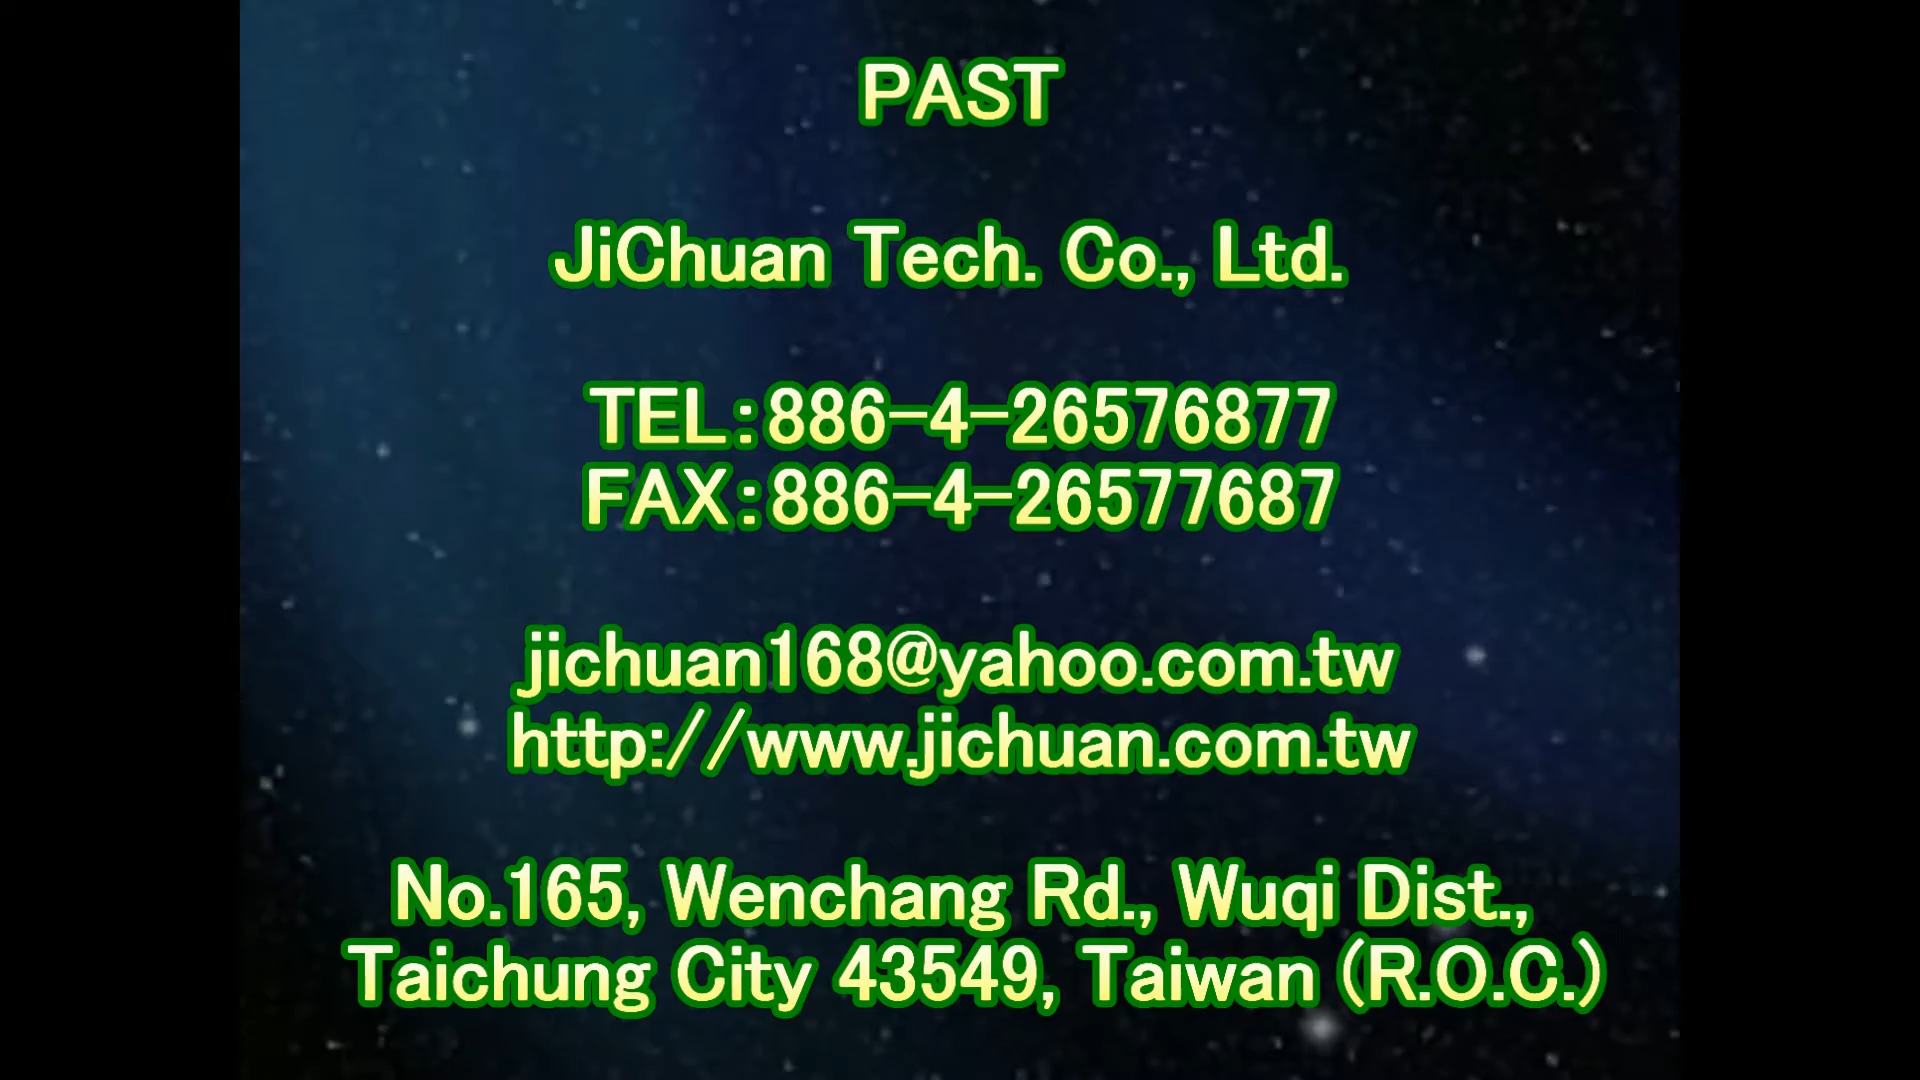 PAST
JiChuan Tech. Co., Ltd.
TEL:886-4-26576877
FAX:886-4-26577687
jichuan168@yahoo.com.tw
http://www.jichuan.com.tw
No.165, Wenchang Rd., Wuqi Dist.,
Taichung City 43549, Taiwan (R.O.C.)